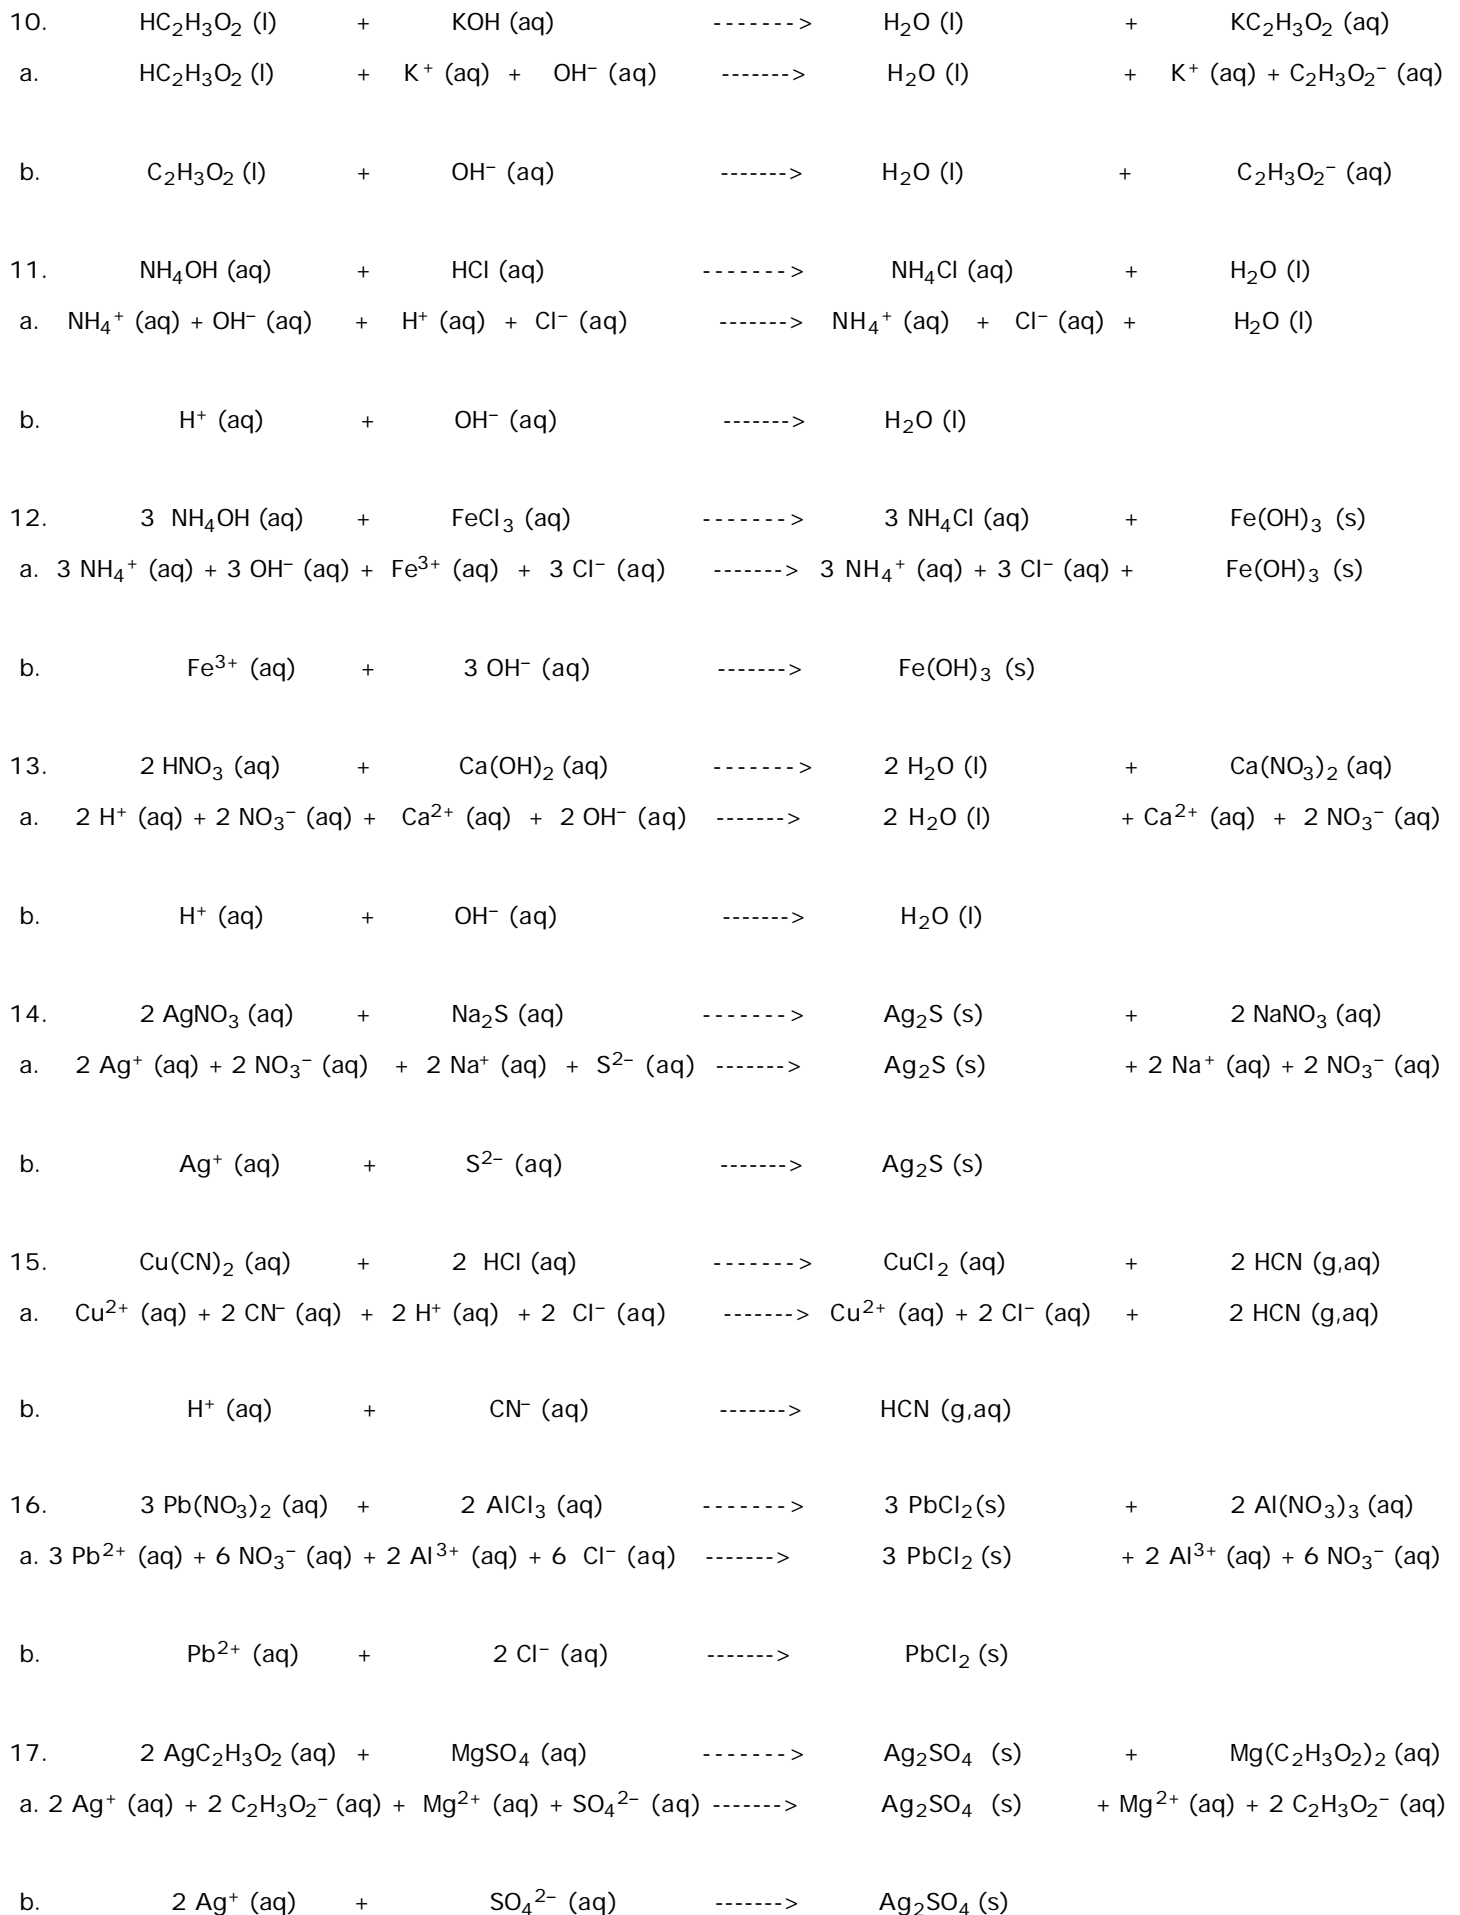 10. HC₂H₃O₂ (l) + KOH (aq) -------> H₂O (l) + KC₂H₃O₂ (aq)
a. HC₂H₃O₂ (l) + K⁺ (aq) + OH⁻ (aq) -------> H₂O (l) + K⁺ (aq) + C₂H₃O₂⁻ (aq)
b. C₂H₃O₂ (l) + OH⁻ (aq) -------> H₂O (l) + C₂H₃O₂⁻ (aq)
11. NH₄OH (aq) + HCl (aq) -------> NH₄Cl (aq) + H₂O (l)
a. NH₄⁺ (aq) + OH⁻ (aq) + H⁺ (aq) + Cl⁻ (aq) -------> NH₄⁺ (aq) + Cl⁻ (aq) + H₂O (l)
b. H⁺ (aq) + OH⁻ (aq) -------> H₂O (l)
12. 3 NH₄OH (aq) + FeCl₃ (aq) -------> 3 NH₄Cl (aq) + Fe(OH)₃ (s)
a. 3 NH₄⁺ (aq) + 3 OH⁻ (aq) + Fe³⁺ (aq) + 3 Cl⁻ (aq) -------> 3 NH₄⁺ (aq) + 3 Cl⁻ (aq) + Fe(OH)₃ (s)
b. Fe³⁺ (aq) + 3 OH⁻ (aq) -------> Fe(OH)₃ (s)
13. 2 HNO₃ (aq) + Ca(OH)₂ (aq) -------> 2 H₂O (l) + Ca(NO₃)₂ (aq)
a. 2 H⁺ (aq) + 2 NO₃⁻ (aq) + Ca²⁺ (aq) + 2 OH⁻ (aq) -------> 2 H₂O (l) + Ca²⁺ (aq) + 2 NO₃⁻ (aq)
b. H⁺ (aq) + OH⁻ (aq) -------> H₂O (l)
14. 2 AgNO₃ (aq) + Na₂S (aq) -------> Ag₂S (s) + 2 NaNO₃ (aq)
a. 2 Ag⁺ (aq) + 2 NO₃⁻ (aq) + 2 Na⁺ (aq) + S²⁻ (aq) -------> Ag₂S (s) + 2 Na⁺ (aq) + 2 NO₃⁻ (aq)
b. Ag⁺ (aq) + S²⁻ (aq) -------> Ag₂S (s)
15. Cu(CN)₂ (aq) + 2 HCl (aq) -------> CuCl₂ (aq) + 2 HCN (g,aq)
a. Cu²⁺ (aq) + 2 CN⁻ (aq) + 2 H⁺ (aq) + 2 Cl⁻ (aq) -------> Cu²⁺ (aq) + 2 Cl⁻ (aq) + 2 HCN (g,aq)
b. H⁺ (aq) + CN⁻ (aq) -------> HCN (g,aq)
16. 3 Pb(NO₃)₂ (aq) + 2 AlCl₃ (aq) -------> 3 PbCl₂(s) + 2 Al(NO₃)₃ (aq)
a. 3 Pb²⁺ (aq) + 6 NO₃⁻ (aq) + 2 Al³⁺ (aq) + 6 Cl⁻ (aq) -------> 3 PbCl₂ (s) + 2 Al³⁺ (aq) + 6 NO₃⁻ (aq)
b. Pb²⁺ (aq) + 2 Cl⁻ (aq) -------> PbCl₂ (s)
17. 2 AgC₂H₃O₂ (aq) + MgSO₄ (aq) -------> Ag₂SO₄ (s) + Mg(C₂H₃O₂)₂ (aq)
a. 2 Ag⁺ (aq) + 2 C₂H₃O₂⁻ (aq) + Mg²⁺ (aq) + SO₄²⁻ (aq) -------> Ag₂SO₄ (s) + Mg²⁺ (aq) + 2 C₂H₃O₂⁻ (aq)
b. 2 Ag⁺ (aq) + SO₄²⁻ (aq) -------> Ag₂SO₄ (s)